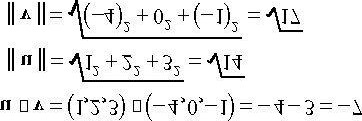 u □ v = (1,2,3) □ (−4,0,−1) = −4−3 = −7
‖u‖ = √(1² + 2² + 3²) = √14
‖v‖ = √((−4)² + 0² + (−1)²) = √17